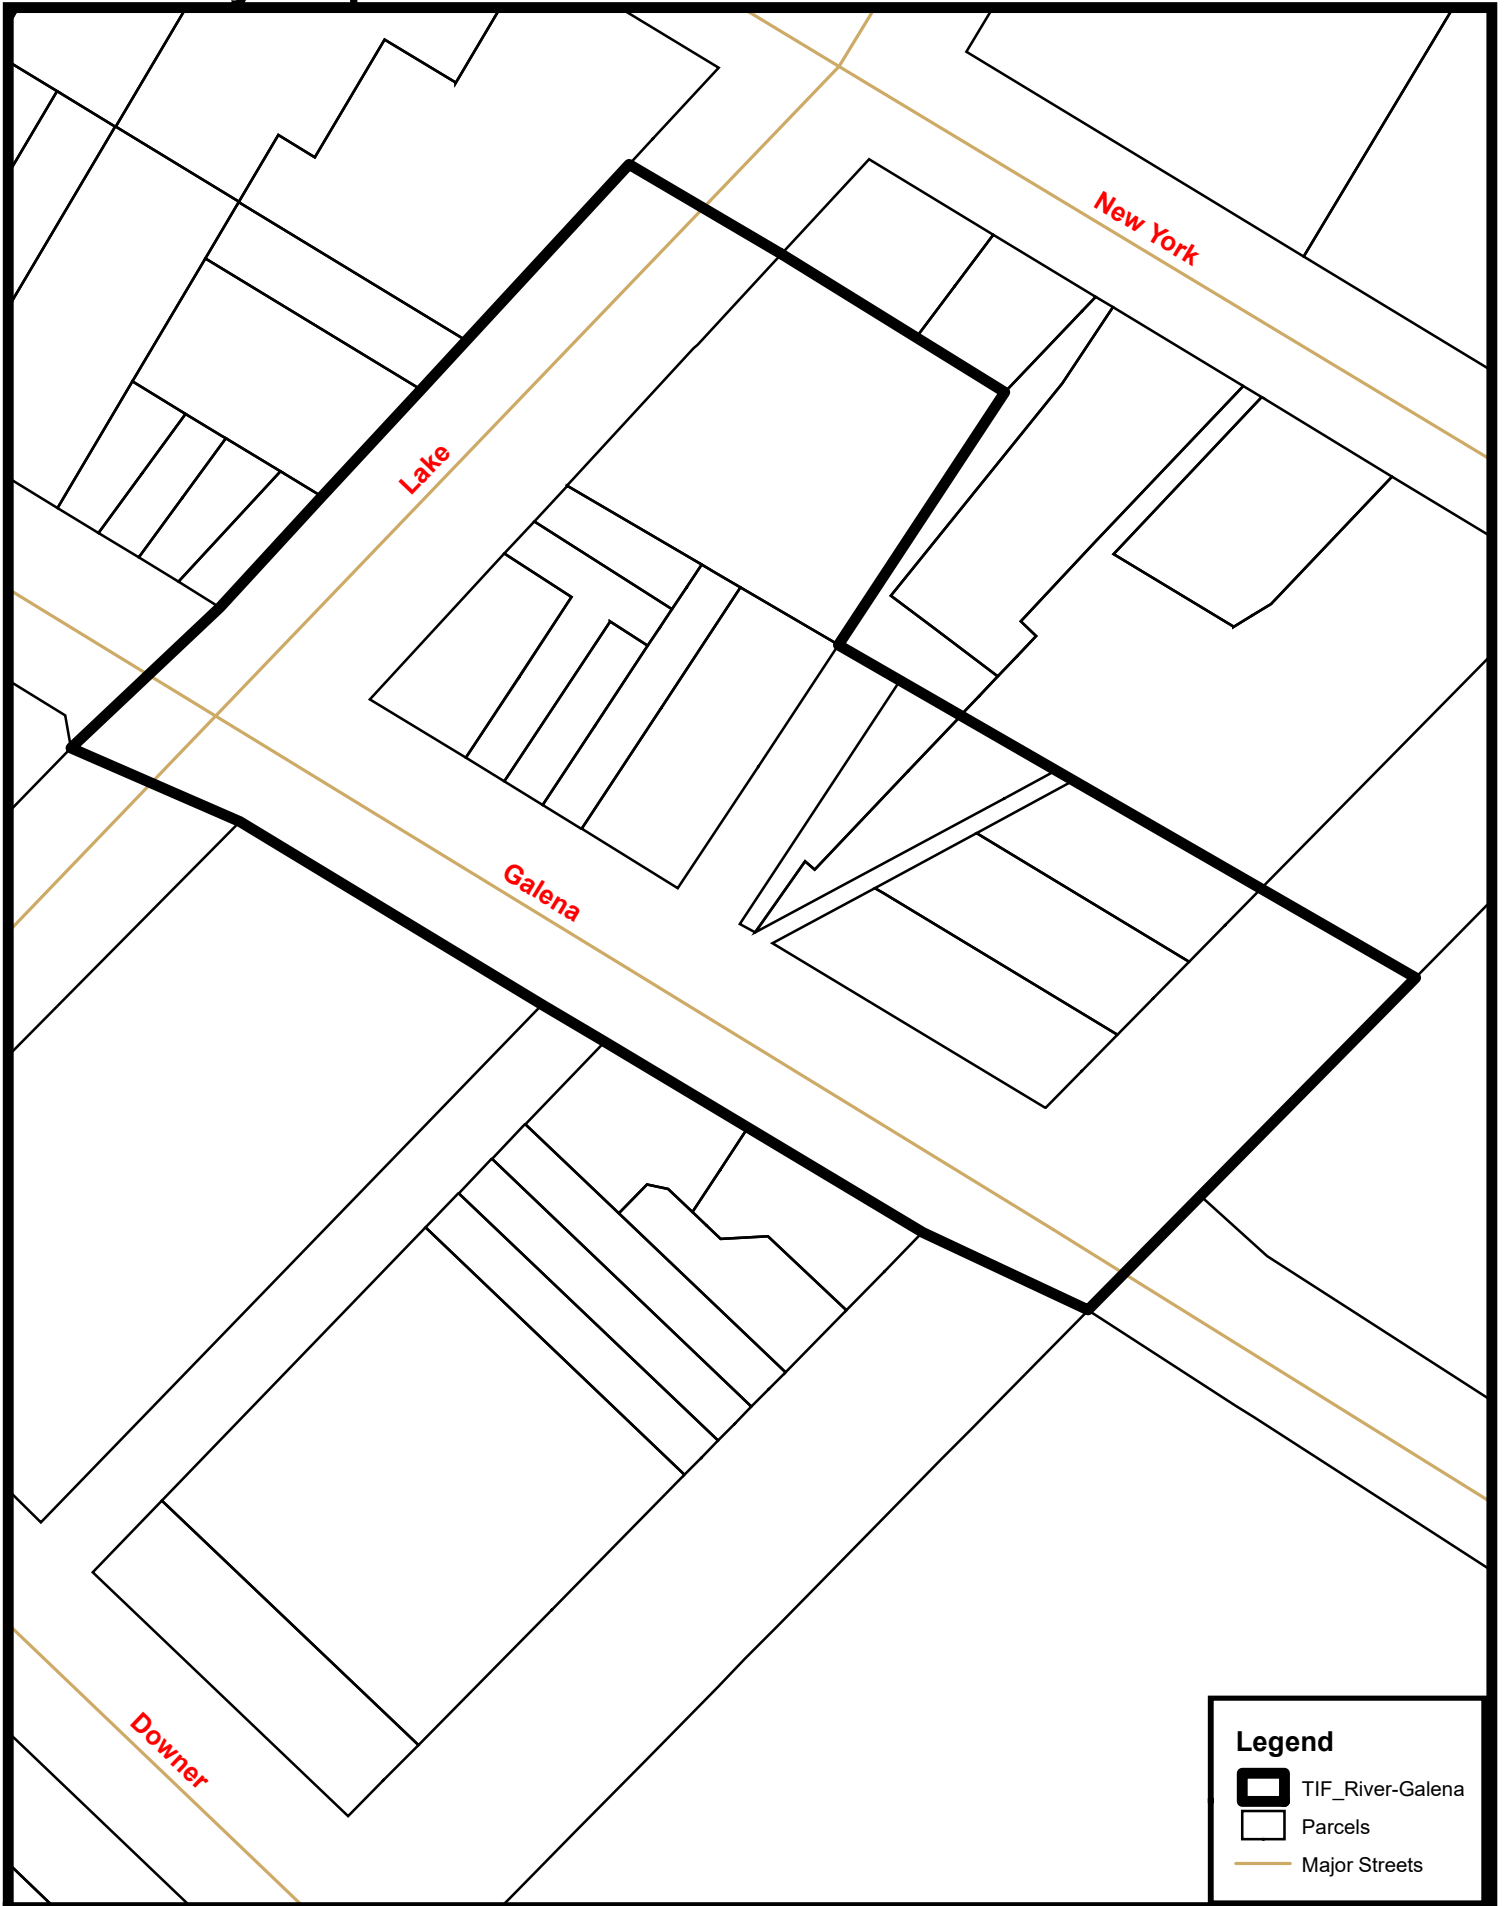 New York
Lake
Galena
Downer
Legend
TIF_River-Galena
Parcels
Major Streets